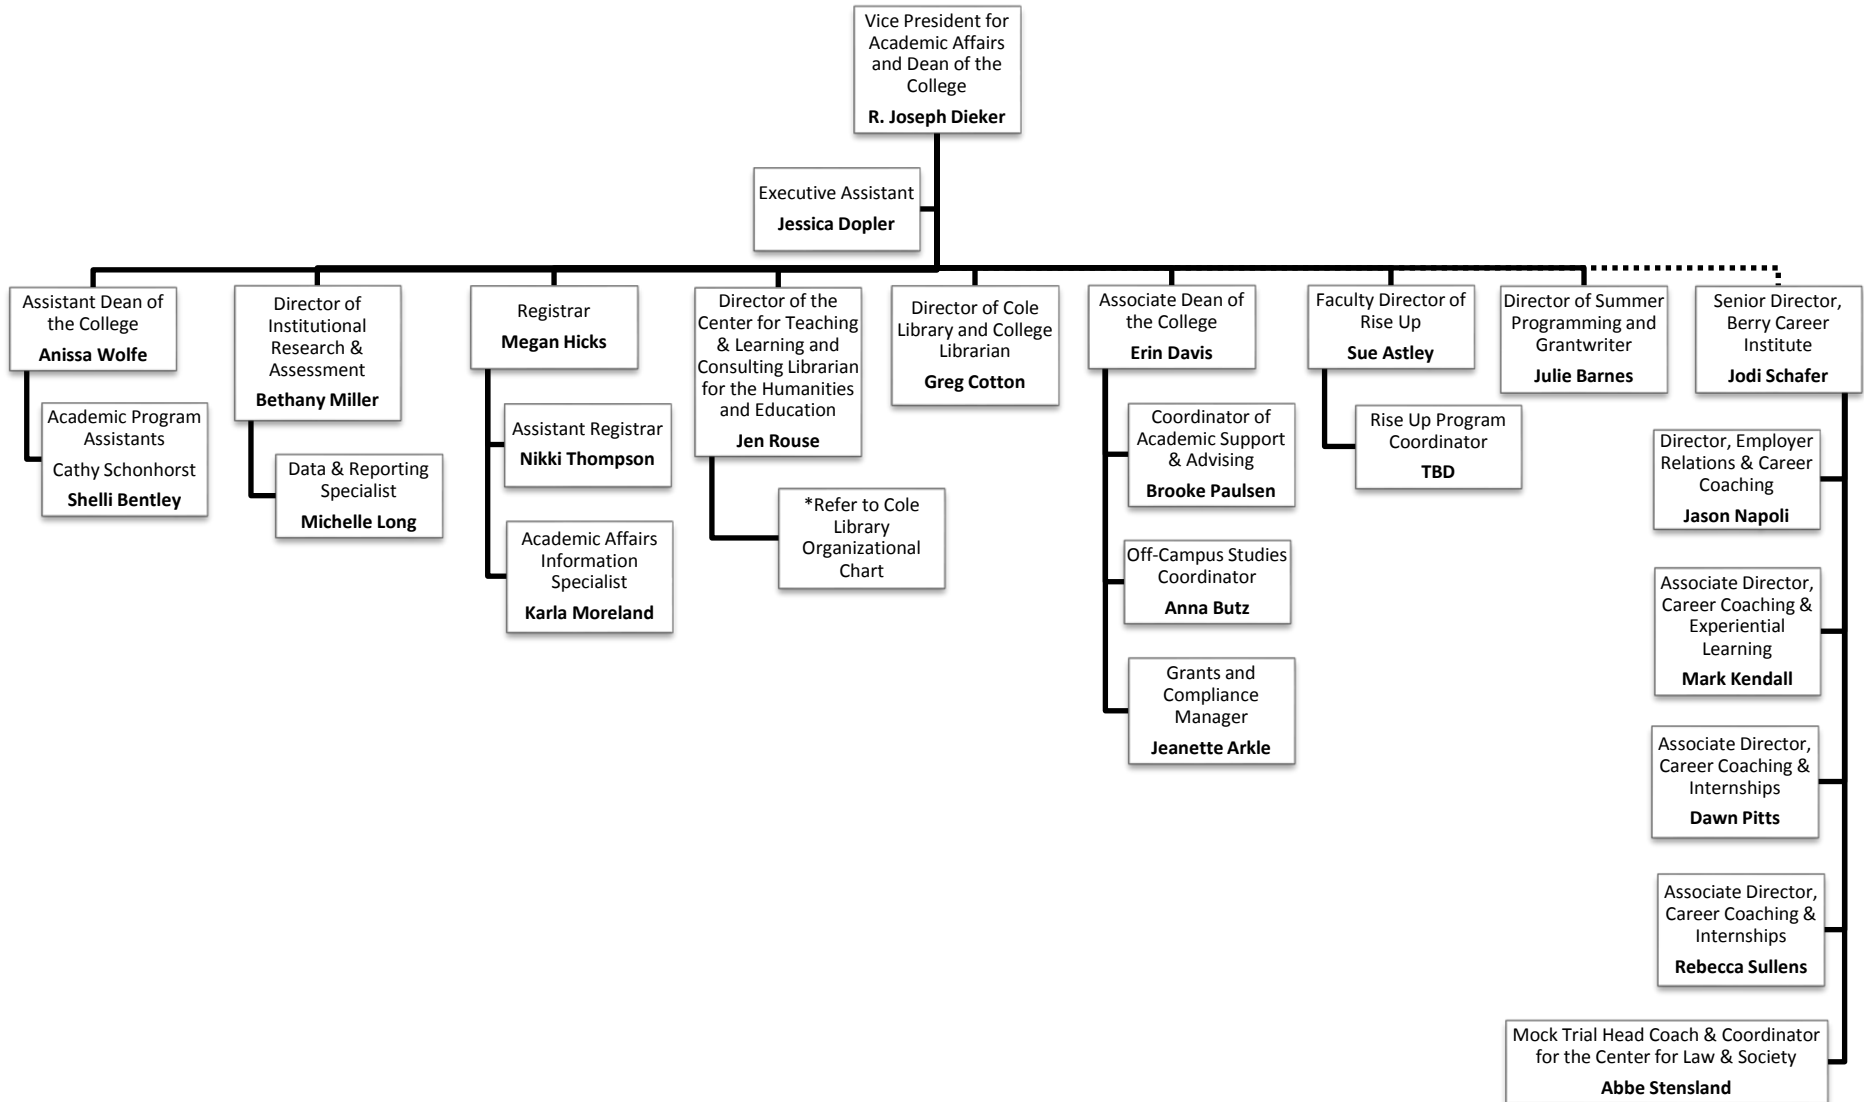 Vice President for
Academic Affairs
and Dean of the
College
R. Joseph Dieker
Executive Assistant
Jessica Dopler
Assistant Dean of
the College
Anissa Wolfe
Academic Program
Assistants
Cathy Schonhorst
Shelli Bentley
Director of
Institutional
Research &
Assessment
Bethany Miller
Data & Reporting
Specialist
Michelle Long
Registrar
Megan Hicks
Assistant Registrar
Nikki Thompson
Academic Affairs
Information
Specialist
Karla Moreland
Director of the
Center for Teaching
& Learning and
Consulting Librarian
for the Humanities
and Education
Jen Rouse
*Refer to Cole
Library
Organizational
Chart
Director of Cole
Library and College
Librarian
Greg Cotton
Associate Dean of
the College
Erin Davis
Coordinator of
Academic Support
& Advising
Brooke Paulsen
Off-Campus Studies
Coordinator
Anna Butz
Grants and
Compliance
Manager
Jeanette Arkle
Faculty Director of
Rise Up
Sue Astley
Rise Up Program
Coordinator
TBD
Director of Summer
Programming and
Grantwriter
Julie Barnes
Senior Director,
Berry Career
Institute
Jodi Schafer
Director, Employer
Relations & Career
Coaching
Jason Napoli
Associate Director,
Career Coaching &
Experiential
Learning
Mark Kendall
Associate Director,
Career Coaching &
Internships
Dawn Pitts
Associate Director,
Career Coaching &
Internships
Rebecca Sullens
Mock Trial Head Coach & Coordinator
for the Center for Law & Society
Abbe Stensland